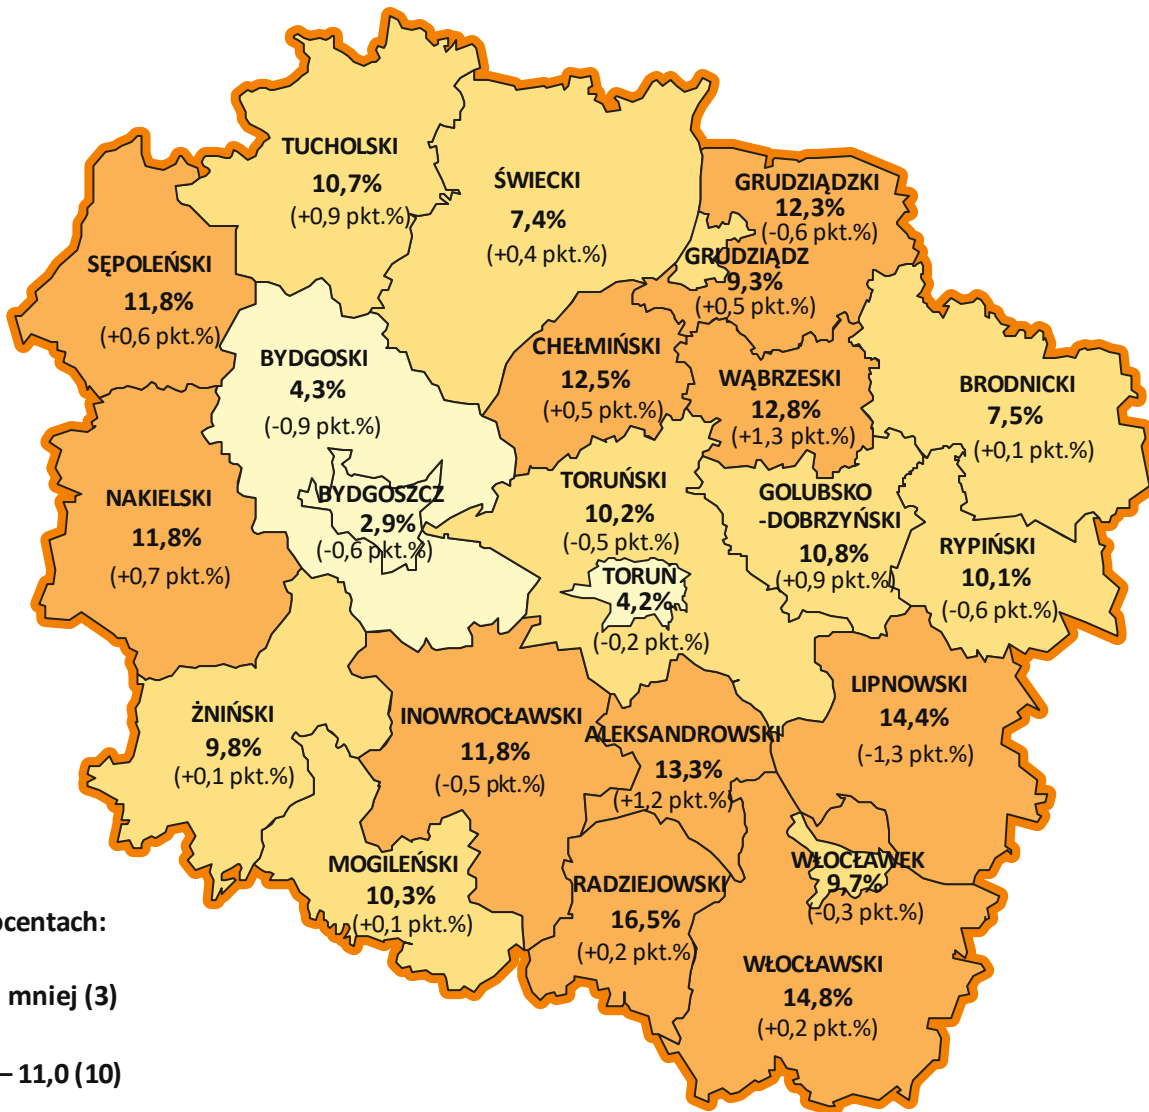 TUCHOLSKI
10,7%
(+0,9 pkt.%)
ŚWIECKI
7,4%
(+0,4 pkt.%)
GRUDZIĄDZKI
12,3%
(-0,6 pkt.%)
GRUDZIĄDZ
9,3%
(+0,5 pkt.%)
SĘPOLEŃSKI
11,8%
(+0,6 pkt.%)
BYDGOSKI
4,3%
(-0,9 pkt.%)
CHEŁMIŃSKI
12,5%
(+0,5 pkt.%)
WĄBRZESKI
12,8%
(+1,3 pkt.%)
BRODNICKI
7,5%
(+0,1 pkt.%)
NAKIELSKI
11,8%
(+0,7 pkt.%)
BYDGOSZCZ
2,9%
(-0,6 pkt.%)
TORUŃSKI
10,2%
(-0,5 pkt.%)
GOLUBSKO
-DOBRZYŃSKI
10,8%
(+0,9 pkt.%)
RYPIŃSKI
10,1%
(-0,6 pkt.%)
TORUŃ
4,2%
(-0,2 pkt.%)
ŻNIŃSKI
9,8%
(+0,1 pkt.%)
INOWROCŁAWSKI
11,8%
(-0,5 pkt.%)
ALEKSANDROWSKI
13,3%
(+1,2 pkt.%)
LIPNOWSKI
14,4%
(-1,3 pkt.%)
MOGILEŃSKI
10,3%
(+0,1 pkt.%)
RADZIEJOWSKI
16,5%
(+0,2 pkt.%
WŁOCŁAWEK
9,7%
(-0,3 pkt.%)
WŁOCŁAWSKI
14,8%
(+0,2 pkt.%)
ocentach:
mniej (3)
– 11,0 (10)